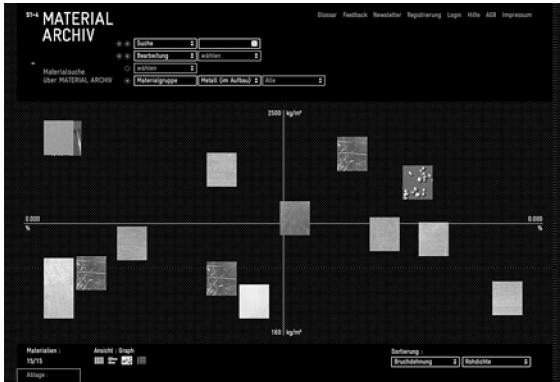 S1-4 MATERIAL
ARCHIV
Glossar Feedback Newsletter Registrierung Login Hilfe AGB Impressum
Suche
Bearbeitung wählen
wählen
Materialgruppe Metall (im Aufbau) Alle
Materialsuche
über MATERIAL ARCHIV
2500 kg/m³
0.000
%
0.000
%
160 kg/m³
Materialien :
15/15
Ansicht : Graph
Sortierung :
Bruchdehnung Rohdichte
Ablage :